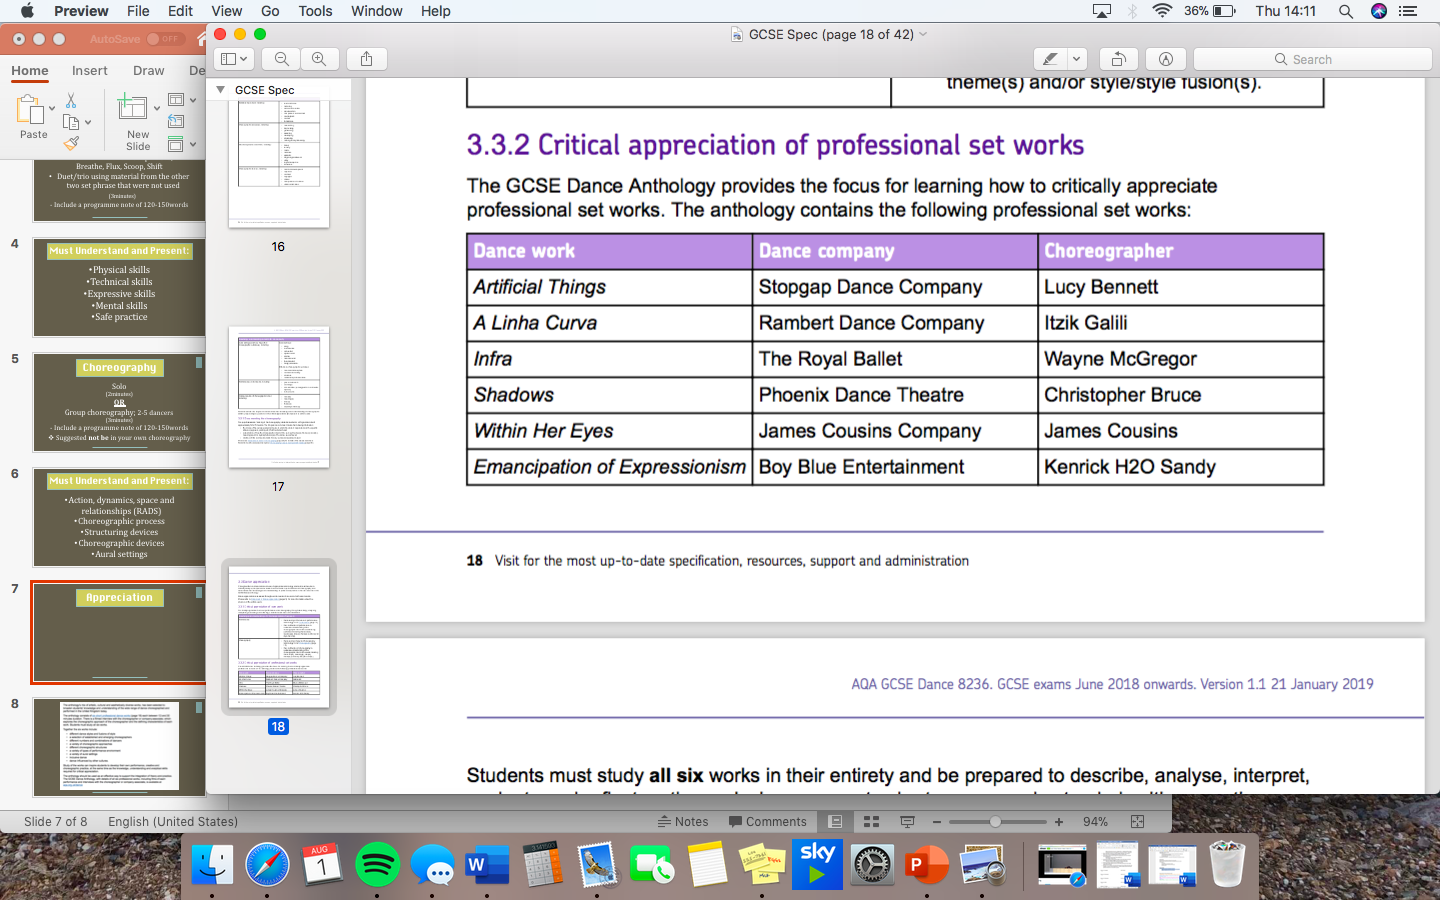 Preview File Edit View Go Tools Window Help 36% Thu 14:11
AutoSave OFF
Home Insert Draw De
Paste
New
Slide
Breathe, Flux, Scoop, Shift
• Duet/trio using material from the other
two set phrase that were not used
(3minutes)
- Include a programme note of 120-150words
4
Must Understand and Present:
•Physical skills
•Technical skills
•Expressive skills
•Mental skills
•Safe practice
5
Choreography
Solo
(2minutes)
OR
Group choreography; 2-5 dancers
(3minutes)
- Include a programme note of 120-150words
❖ Suggested not be in your own choreography
6
Must Understand and Present:
•Action, dynamics, space and
relationships (RADS)
•Choreographic process
•Structuring devices
•Choreographic devices
•Aural settings
7
Appreciation
8
Slide 7 of 8 English (United States) Notes Comments 94%
GCSE Spec (page 18 of 42)
Search
GCSE Spec
16
17
18
theme(s) and/or style/style fusion(s).
3.3.2 Critical appreciation of professional set works
The GCSE Dance Anthology provides the focus for learning how to critically appreciate
professional set works. The anthology contains the following professional set works:
Dance work Dance company Choreographer
Artificial Things Stopgap Dance Company Lucy Bennett
A Linha Curva Rambert Dance Company Itzik Galili
Infra The Royal Ballet Wayne McGregor
Shadows Phoenix Dance Theatre Christopher Bruce
Within Her Eyes James Cousins Company James Cousins
Emancipation of Expressionism Boy Blue Entertainment Kenrick H2O Sandy
18 Visit for the most up-to-date specification, resources, support and administration
AQA GCSE Dance 8236. GCSE exams June 2018 onwards. Version 1.1 21 January 2019
Students must study all six works in their entirety and be prepared to describe, analyse, interpret,
AUG
1
sky